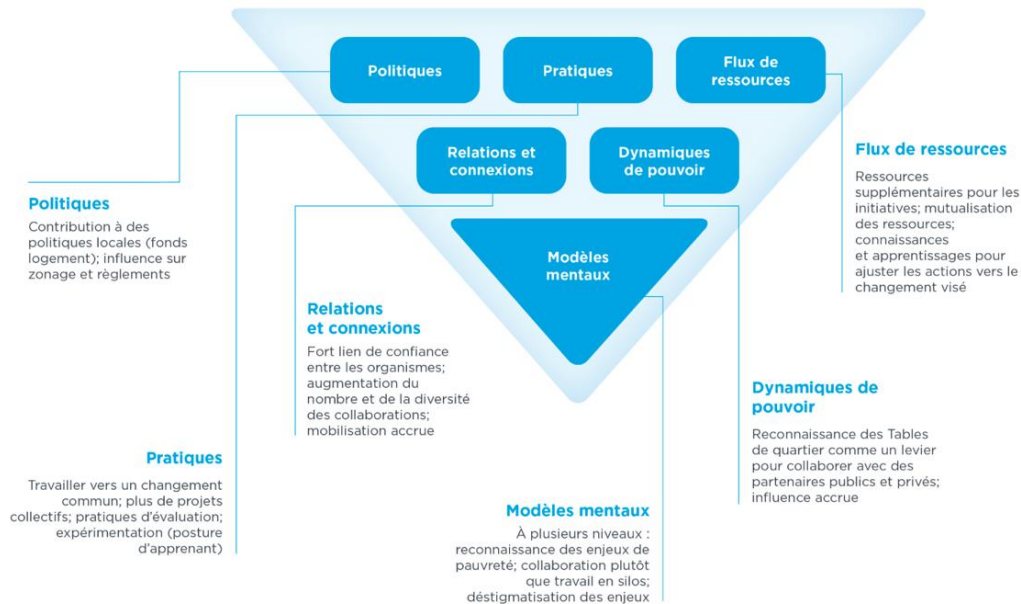 Politiques
Pratiques
Flux de
ressources
Relations et
connexions
Dynamiques
de pouvoir
Modèles
mentaux
Politiques
Contribution à des
politiques locales (fonds
logement); influence sur
zonage et règlements
Flux de ressources
Ressources
supplémentaires pour les
initiatives; mutualisation
des ressources;
connaissances
et apprentissages pour
ajuster les actions vers le
changement visé
Relations
et connexions
Fort lien de confiance
entre les organismes;
augmentation du
nombre et de la diversité
des collaborations;
mobilisation accrue
Dynamiques de
pouvoir
Reconnaissance des Tables
de quartier comme un levier
pour collaborer avec des
partenaires publics et privés;
influence accrue
Pratiques
Travailler vers un changement
commun; plus de projets
collectifs; pratiques d'évaluation;
expérimentation (posture
d'apprenant)
Modèles mentaux
À plusieurs niveaux :
reconnaissance des enjeux de
pauvreté; collaboration plutôt
que travail en silos;
déstigmatisation des enjeux